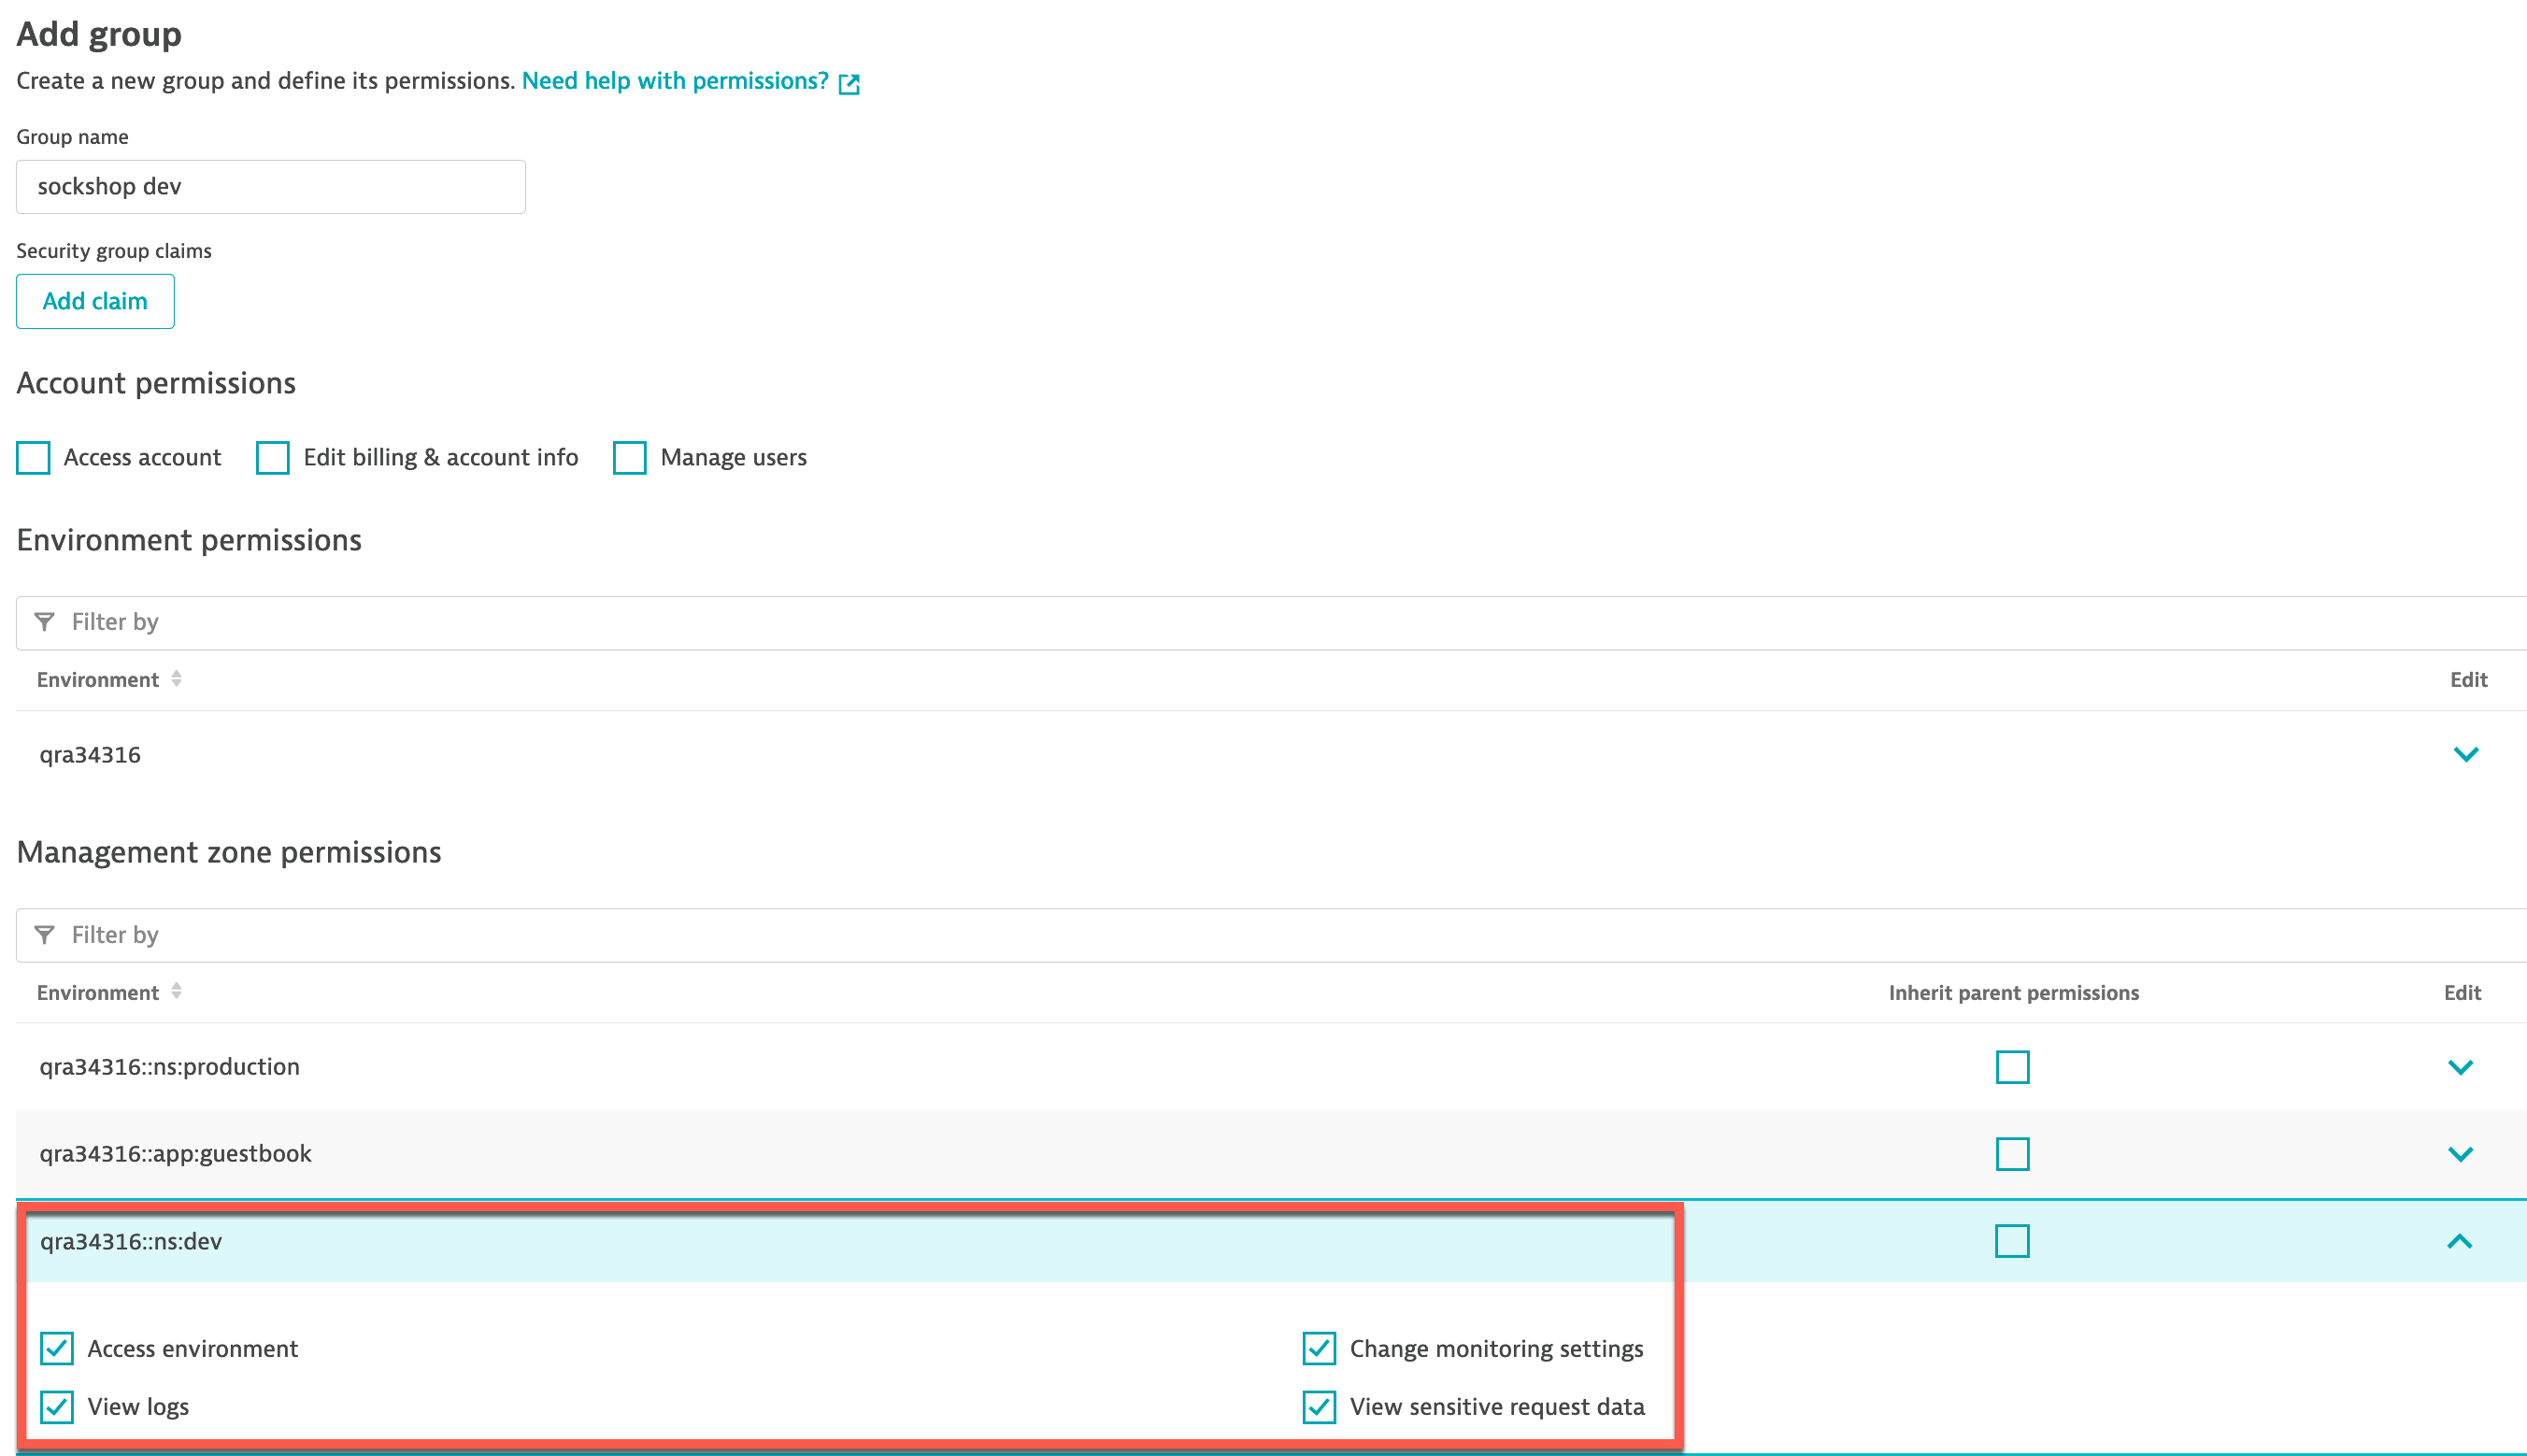 Add group
Create a new group and define its permissions. Need help with permissions?
Group name
sockshop dev
Security group claims
Add claim
Account permissions
Access account Edit billing & account info Manage users
Environment permissions
Filter by
Environment Edit
qra34316
Management zone permissions
Filter by
Environment Inherit parent permissions Edit
qra34316::ns:production
qra34316::app:guestbook
qra34316::ns:dev
Access environment Change monitoring settings
View logs View sensitive request data